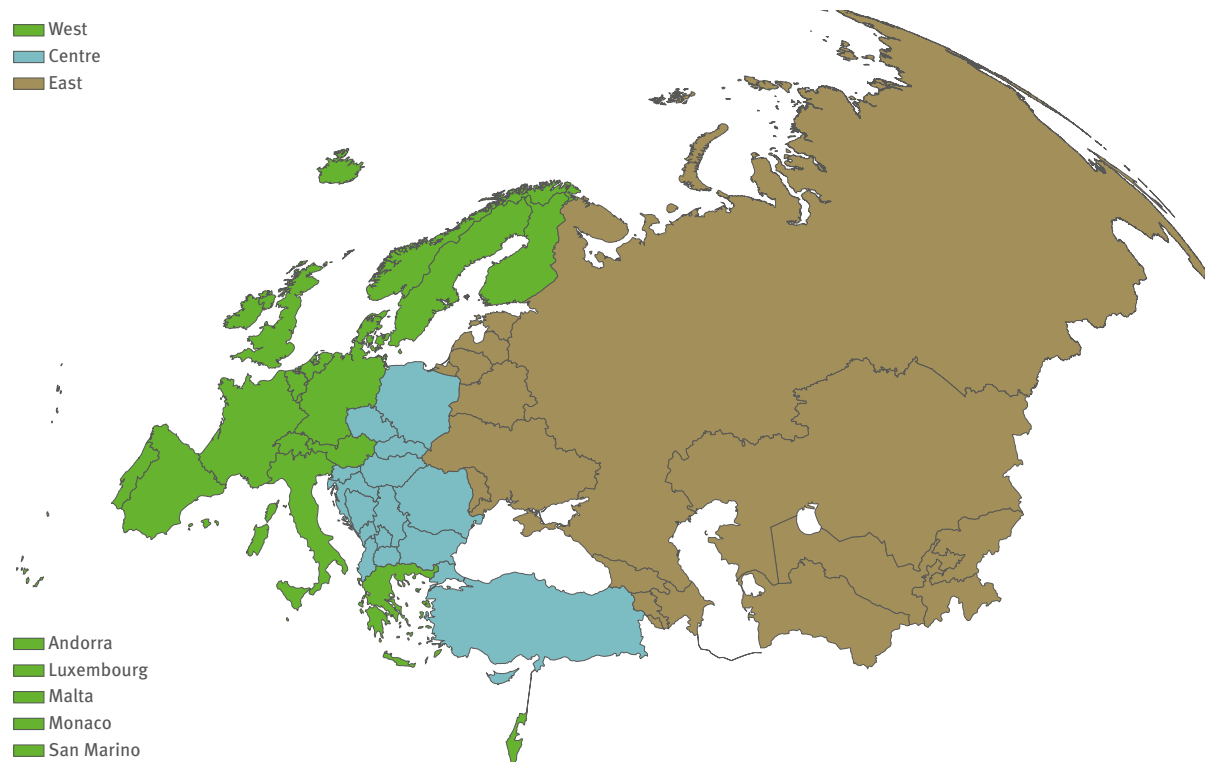 West
Centre
East
Andorra
Luxembourg
Malta
Monaco
San Marino